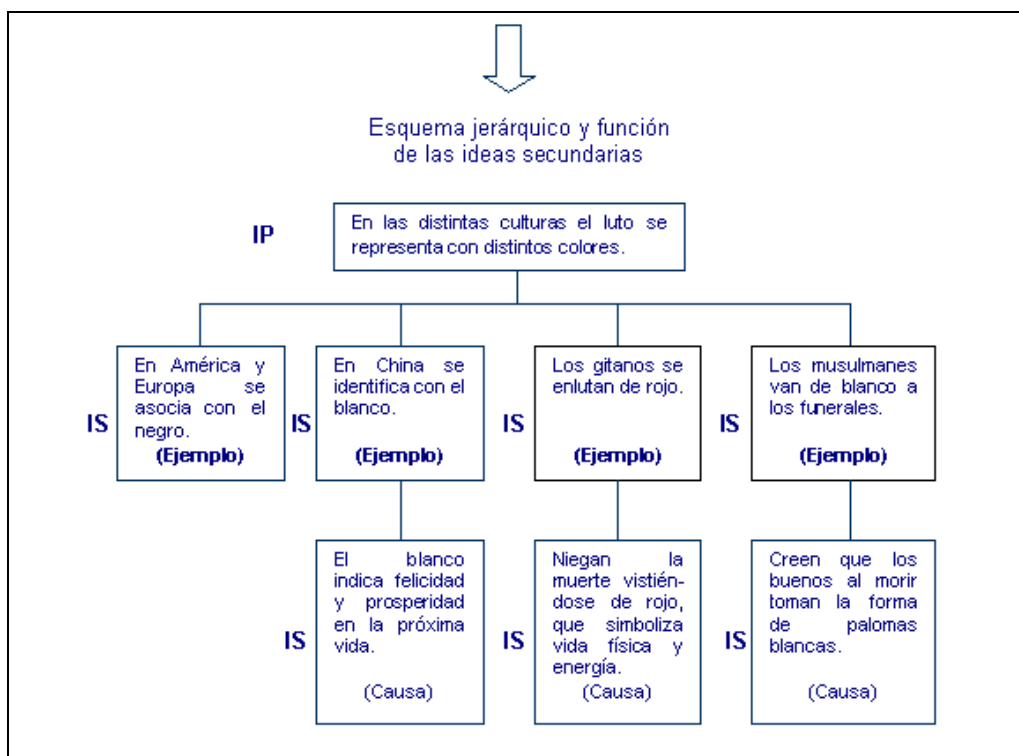 Esquema jerárquico y función
de las ideas secundarias
IP
En las distintas culturas el luto se
representa con distintos colores.
IS
En América y
Europa se
asocia con el
negro.
(Ejemplo)
IS
En China se
identifica con el
blanco.
(Ejemplo)
IS
Los gitanos se
enlutan de rojo.
(Ejemplo)
IS
Los musulmanes
van de blanco a
los funerales.
(Ejemplo)
IS
El blanco
indica felicidad
y prosperidad
en la próxima
vida.
(Causa)
IS
Niegan la
muerte vistién-
dose de rojo,
que simboliza
vida física y
energía.
(Causa)
IS
Creen que los
buenos al morir
toman la forma
de palomas
blancas.
(Causa)